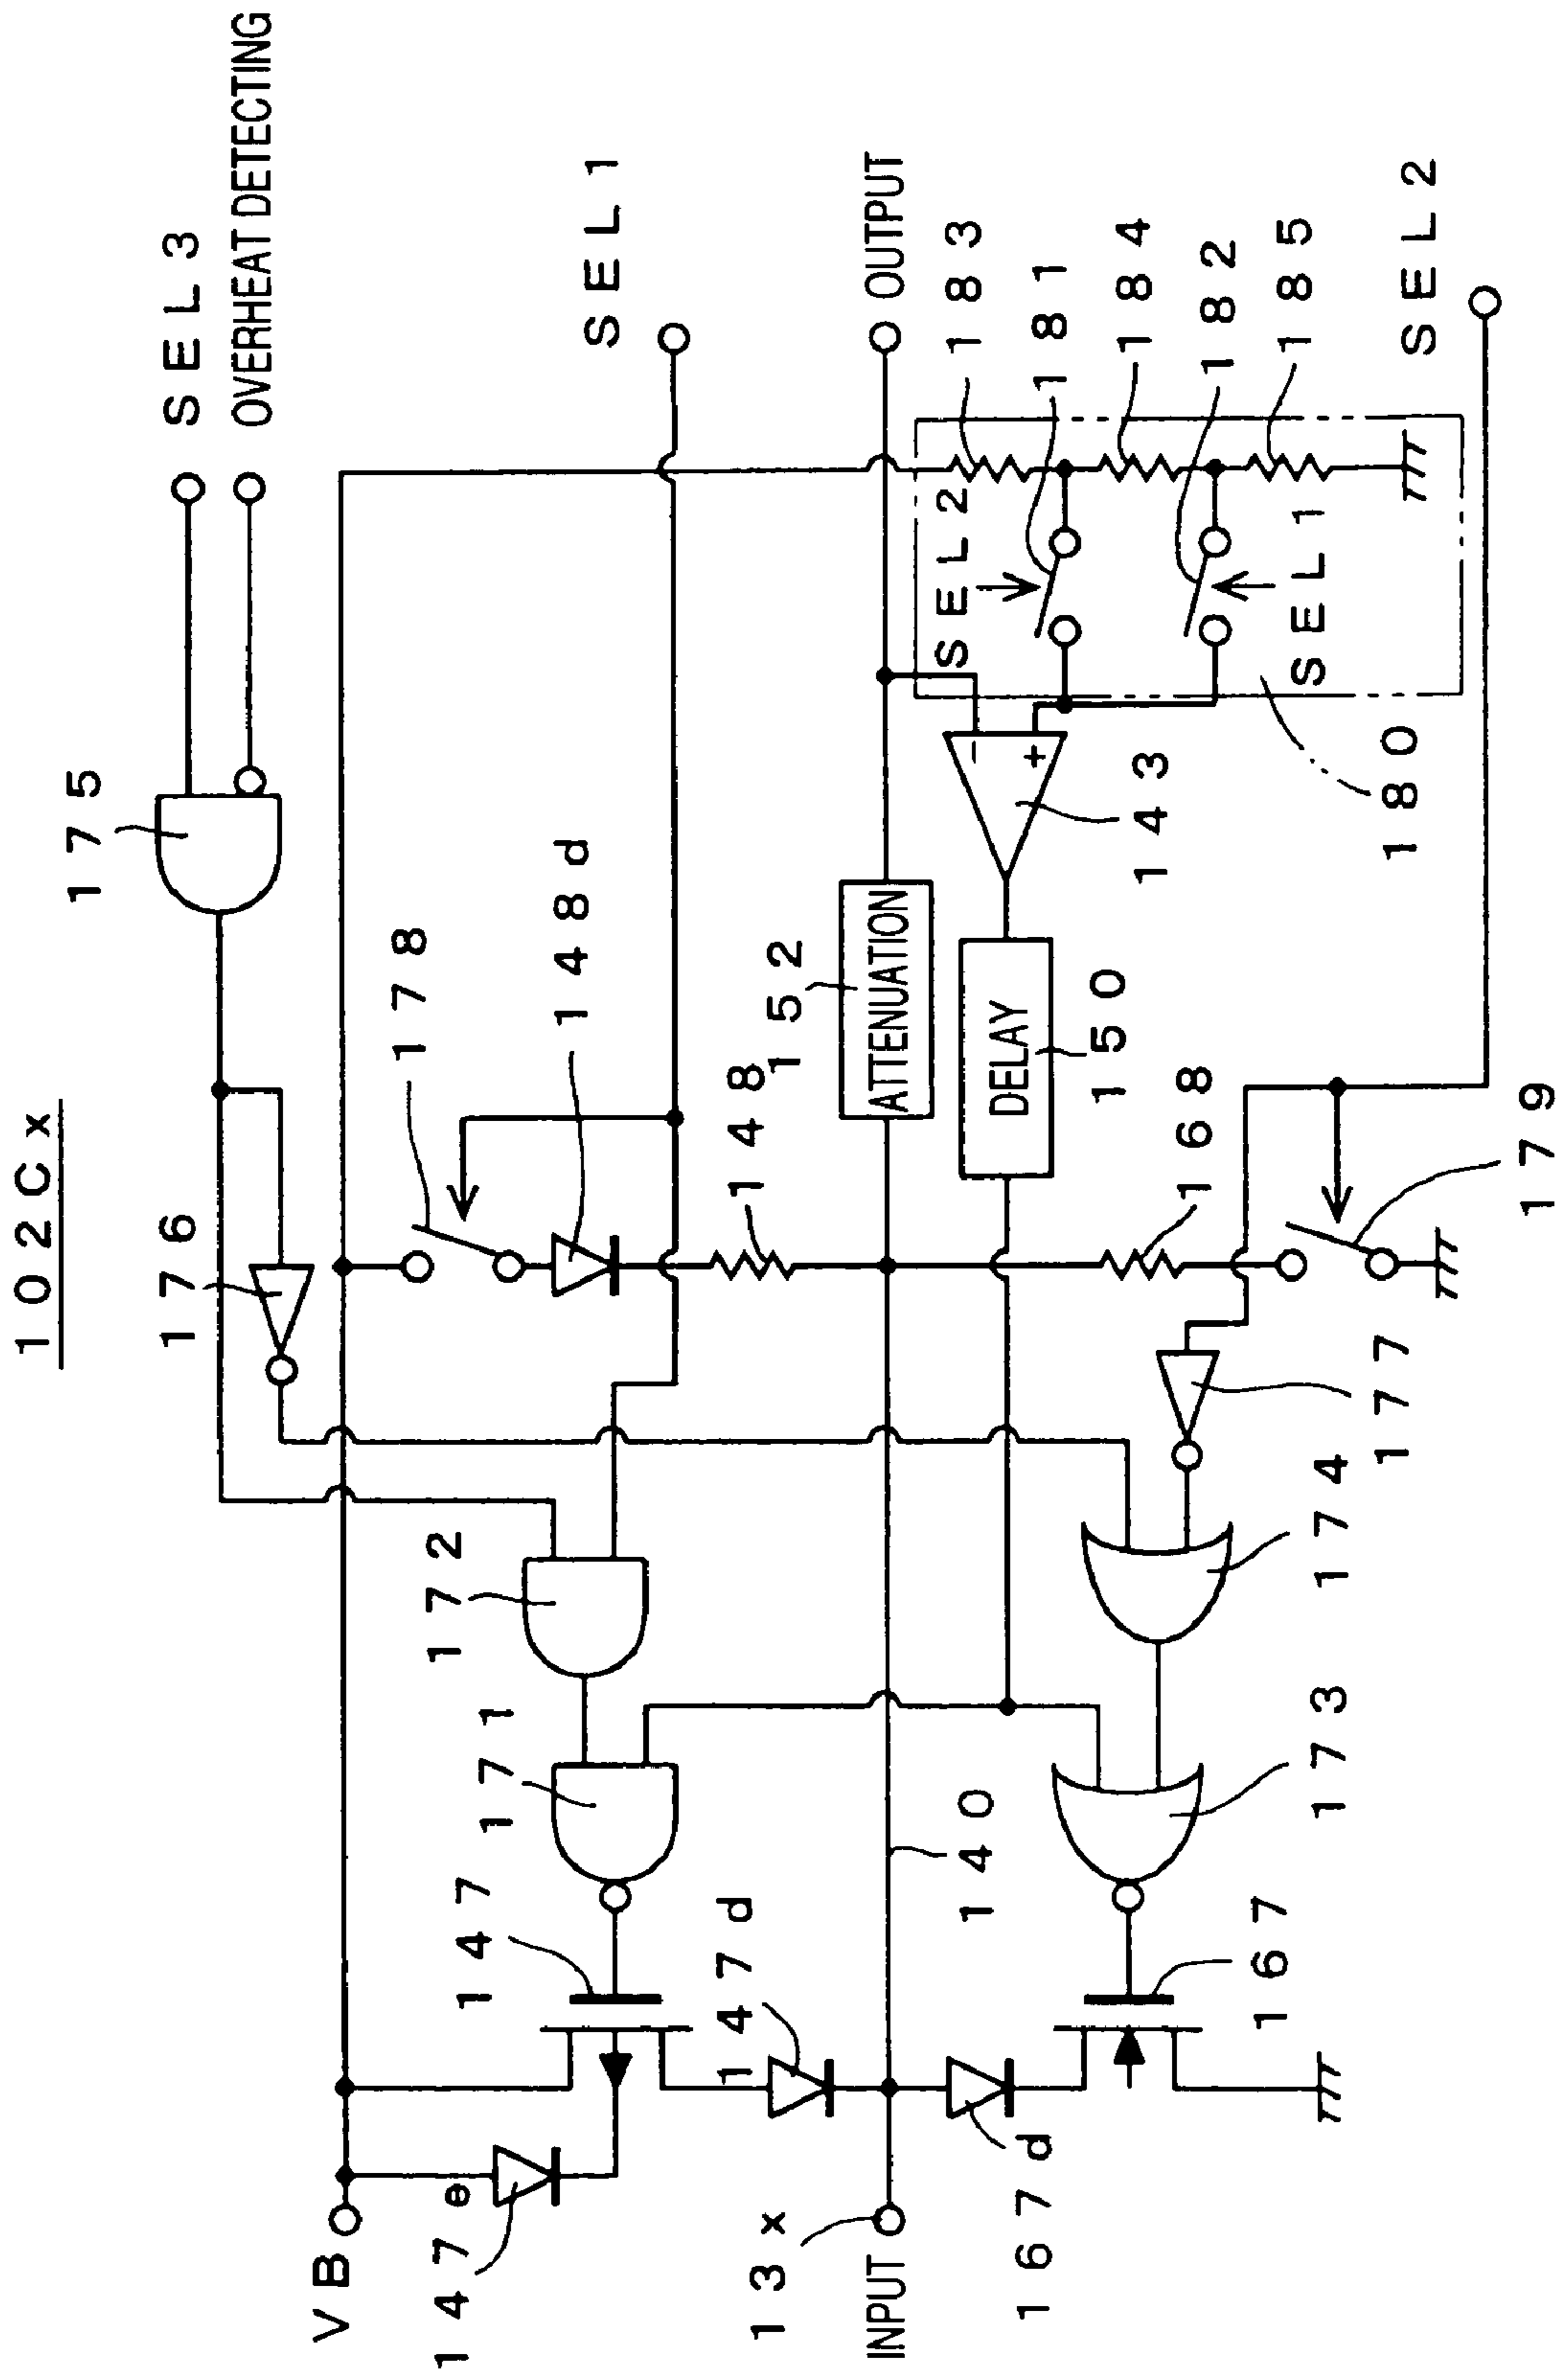 102Cx
SEL3
OVERHEAT DETECTING
175
176
178
148d
SEL1
VB
147e
147
171
172
148
152
ATTENUATION
OUTPUT
147d
13x
INPUT
140
DELAY
150
143
SEL2
183
181
184
182
185
SEL1
180
167d
167
173
174
177
168
179
SEL2